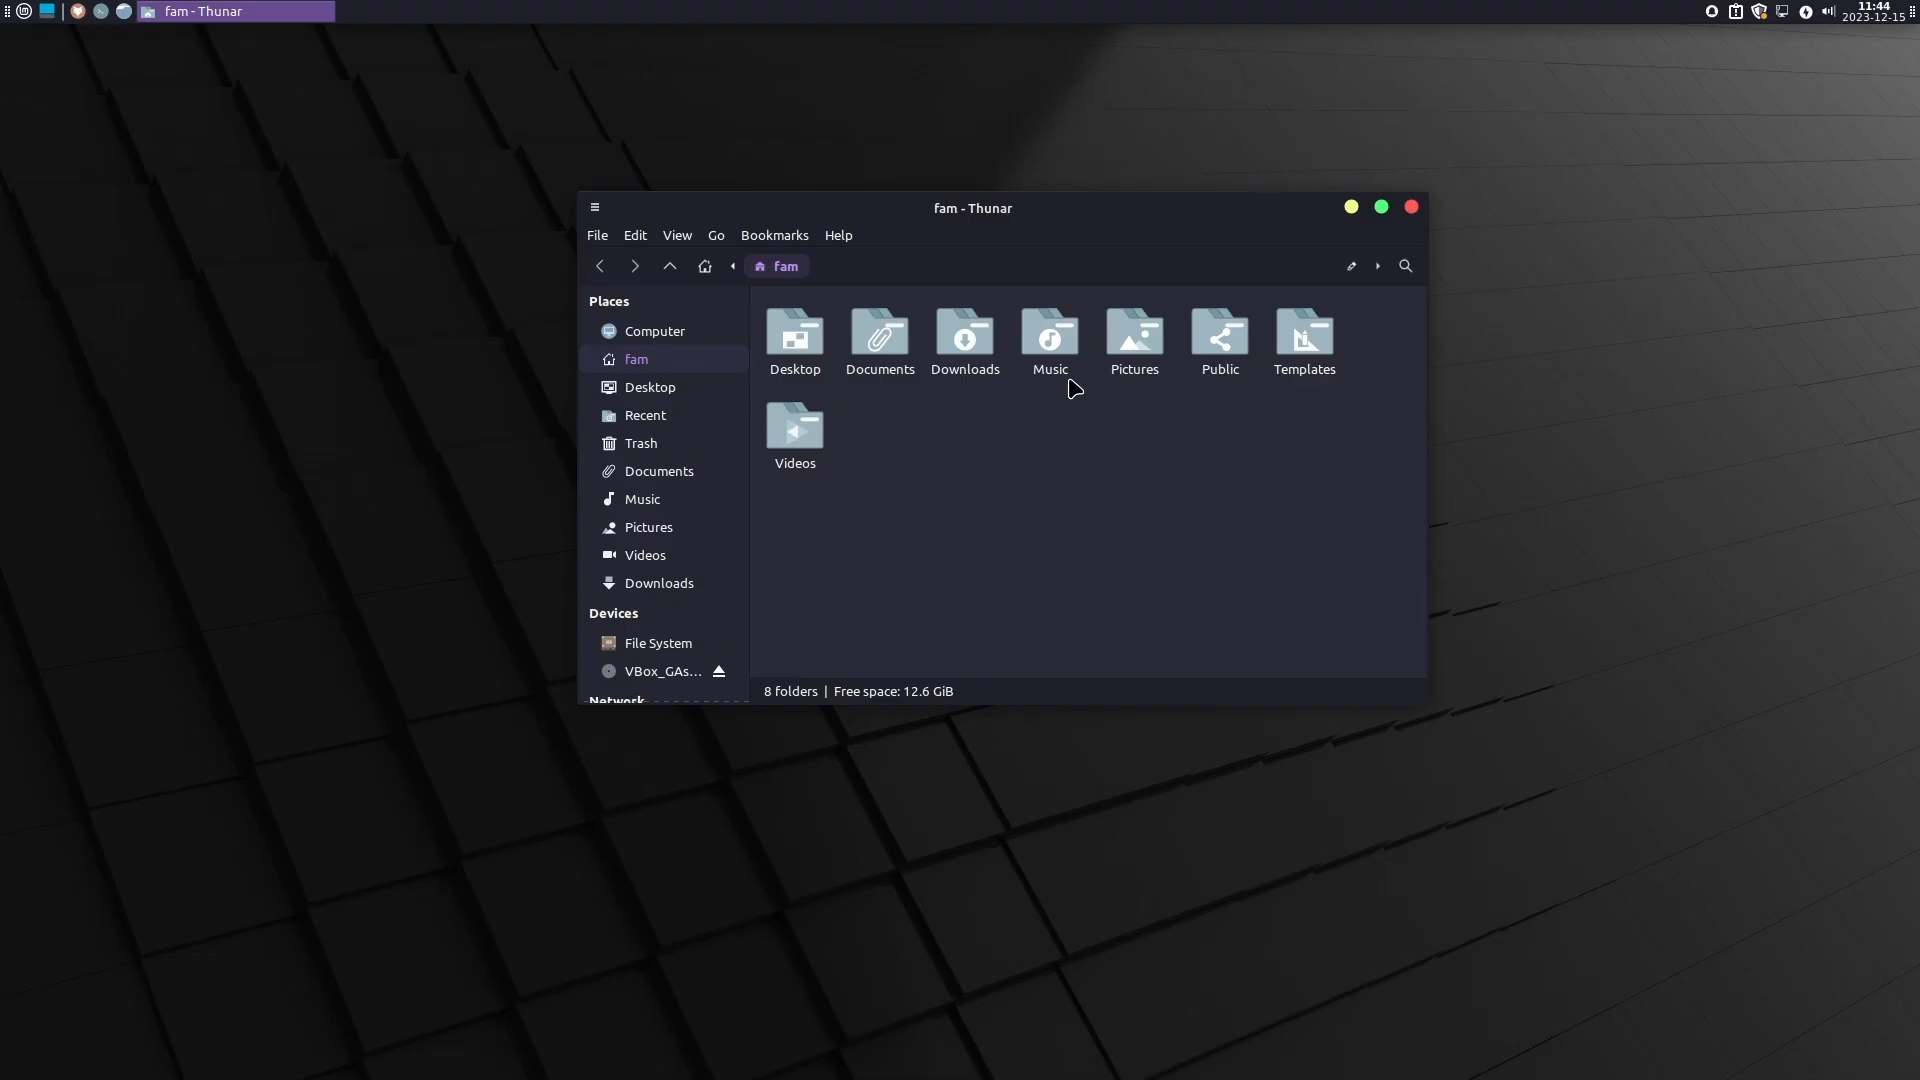 fam - Thunar
11:44
2023-12-15
fam - Thunar
File Edit View Go Bookmarks Help
fam
Places
Computer
fam
Desktop
Recent
Trash
Documents
Music
Pictures
Videos
Downloads
Devices
File System
VBox_GAs...
Network
Desktop Documents Downloads Music Pictures Public Templates
Videos
8 folders | Free space: 12.6 GiB